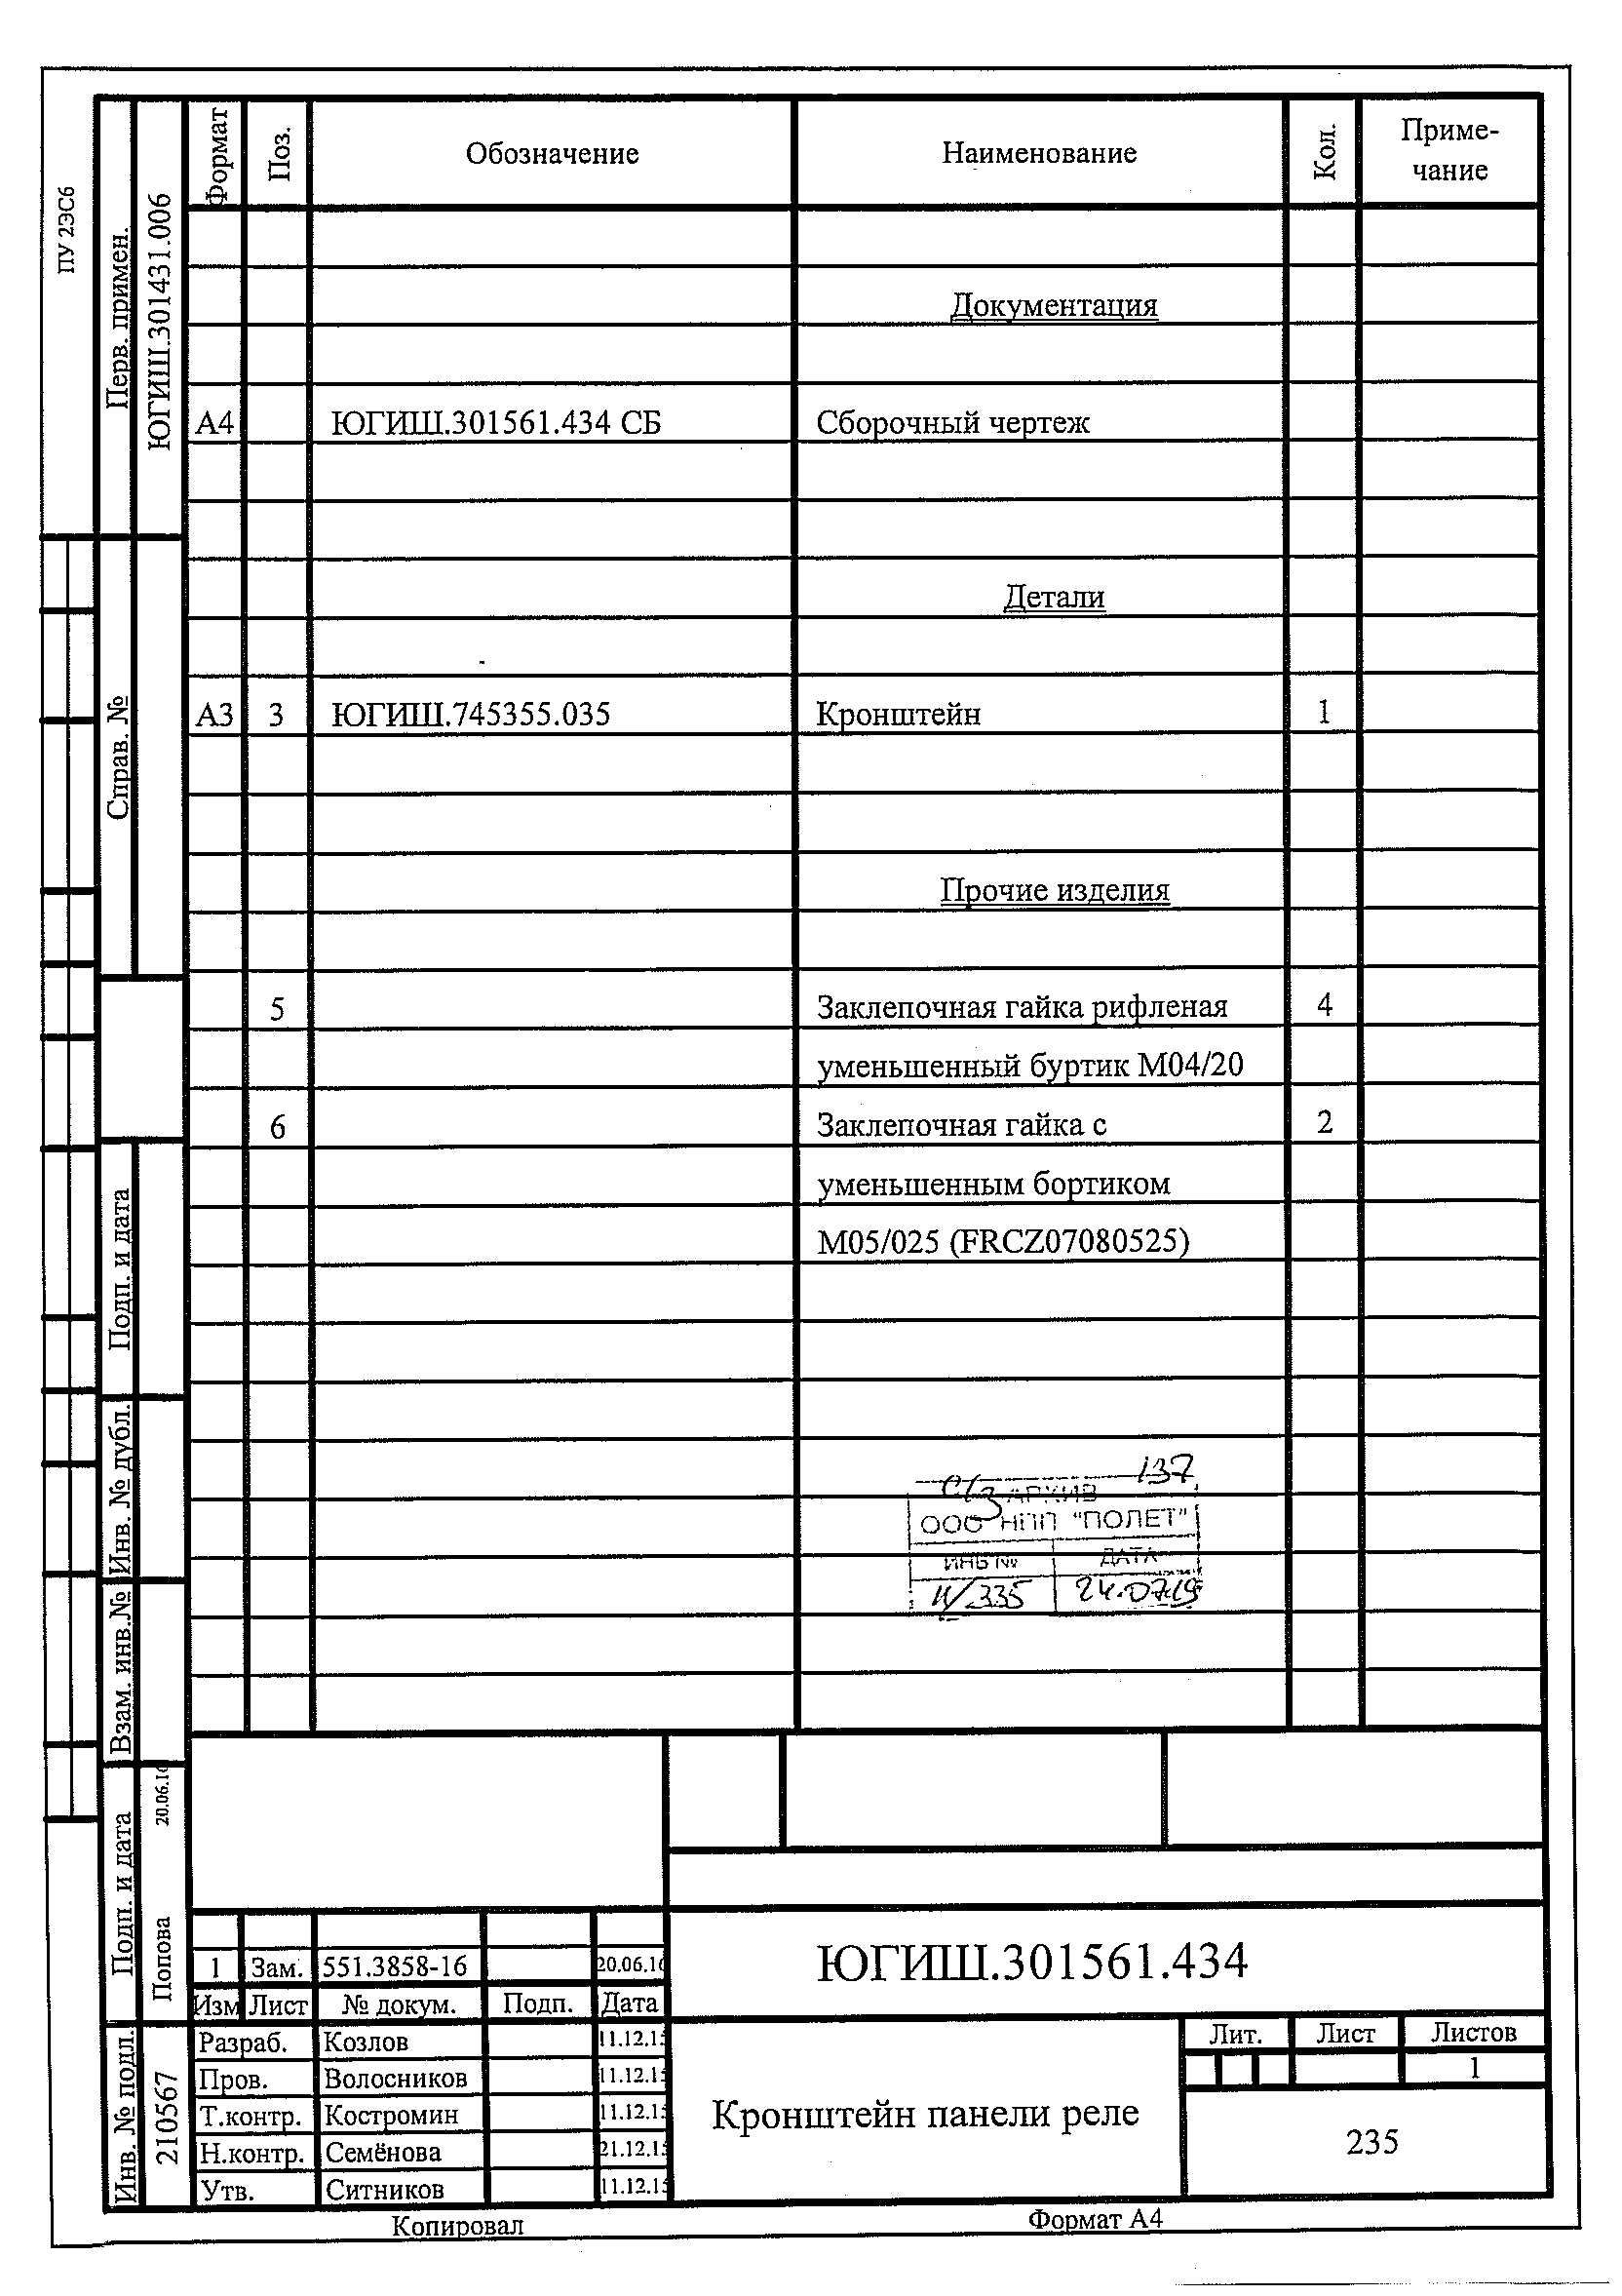 ПУ 2ЭС6
Перв. примен.
ЮГИШ.301431.006
Справ. №
Подп. и дата
Инв. № дубл.
Взам. инв.№
Подп. и дата
Попова 20.06.16
Инв. № подл.
210567
Формат Поз. Обозначение Наименование Кол. Приме-
чание
Документация
А4 ЮГИШ.301561.434 СБ Сборочный чертеж
Детали
А3 3 ЮГИШ.745355.035 Кронштейн 1
Прочие изделия
5 Заклепочная гайка рифленая 4
уменьшенный буртик М04/20
6 Заклепочная гайка с 2
уменьшенным бортиком
М05/025 (FRCZ07080525)
137
АРХИВ
ООО НПП "ПОЛЕТ"
ИНВ № ДАТА
И/335 24.07.19
1 Зам. 551.3858-16 20.06.16
Изм Лист № докум. Подп. Дата
ЮГИШ.301561.434
Разраб. Козлов 11.12.15
Пров. Волосников 11.12.15
Т.контр. Костромин 11.12.15
Н.контр. Семёнова 21.12.15
Утв. Ситников 11.12.15
Кронштейн панели реле
Лит. Лист Листов
1
235
Копировал Формат А4